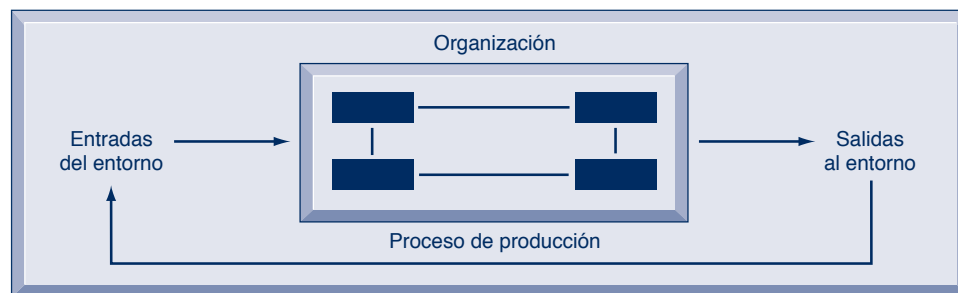 Organización
Entradas
del entorno
Salidas
al entorno
Proceso de producción